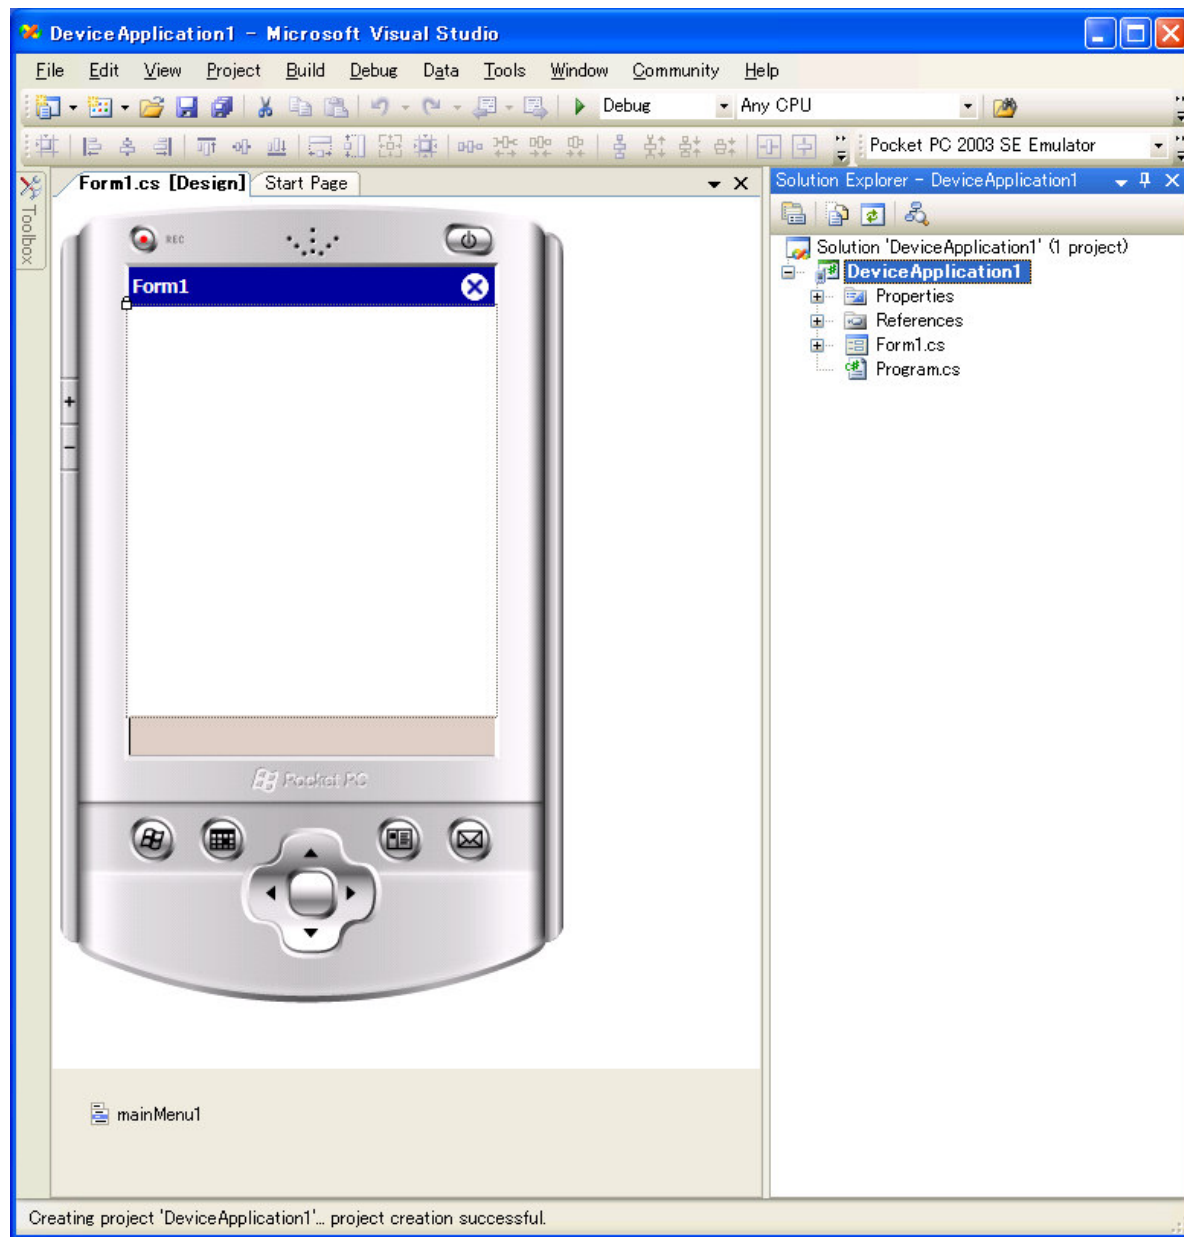 DeviceApplication1 - Microsoft Visual Studio
File Edit View Project Build Debug Data Tools Window Community Help
Debug Any CPU
Pocket PC 2003 SE Emulator
Toolbox
Form1.cs [Design] Start Page
Solution Explorer - DeviceApplication1
REC
Form1
Solution 'DeviceApplication1' (1 project)
DeviceApplication1
Properties
References
Form1.cs
Program.cs
Pocket PC
mainMenu1
Creating project 'DeviceApplication1'... project creation successful.